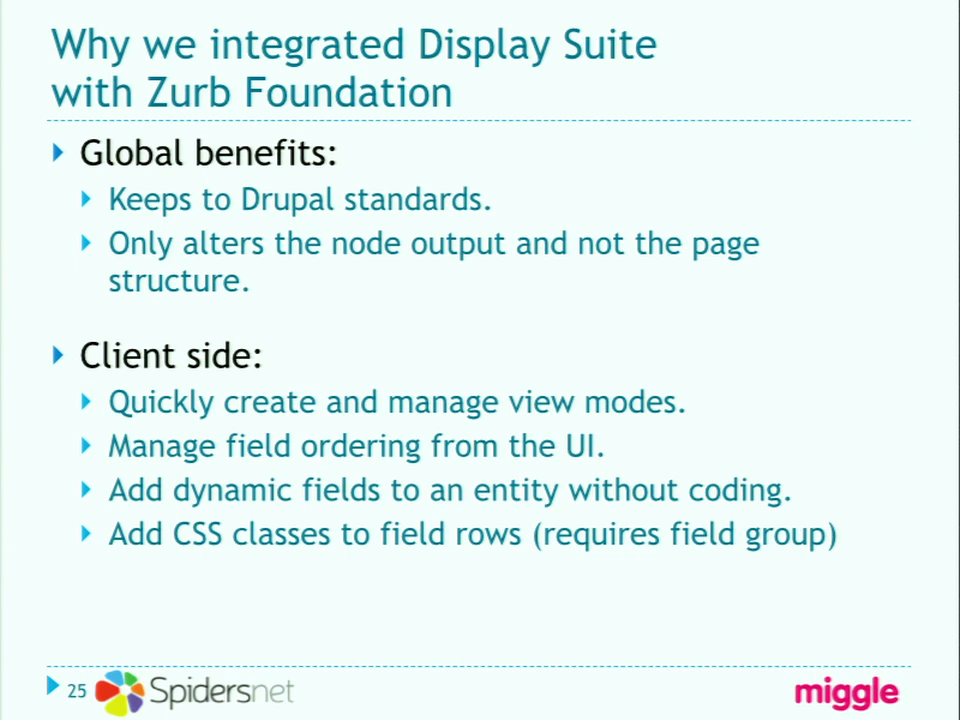 Why we integrated Display Suite
with Zurb Foundation
Global benefits:
Keeps to Drupal standards.
Only alters the node output and not the page
structure.
Client side:
Quickly create and manage view modes.
Manage field ordering from the UI.
Add dynamic fields to an entity without coding.
Add CSS classes to field rows (requires field group)
25 Spidersnet miggle